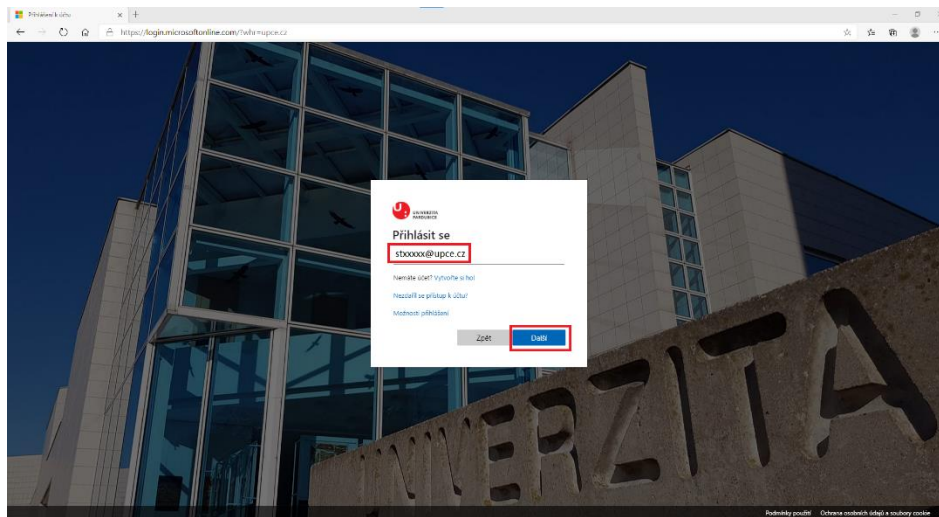 Přihlášení k účtu
https://login.microsoftonline.com/?whr=upce.cz
UNIVERZITA
PARDUBICE
Přihlásit se
stxxxxx@upce.cz
Nemáte účet? Vytvořte si ho!
Nezdařil se přístup k účtu?
Možnosti přihlášení
Zpět Další
UNIVERZITA
Podmínky použití Ochrana osobních údajů a soubory cookie